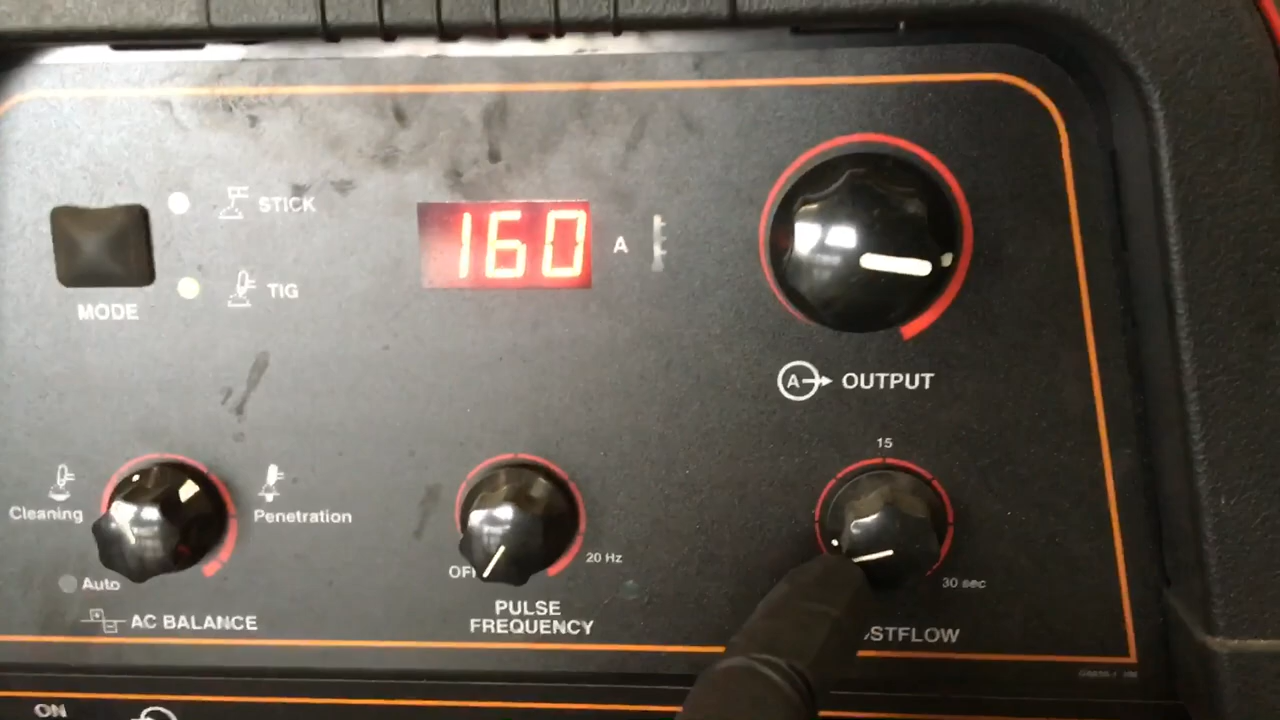 STICK
160 A
TIG
MODE
A OUTPUT
15
Cleaning
Penetration
20 Hz
30 sec
Auto
AC BALANCE
PULSE
FREQUENCY
STFLOW
ON